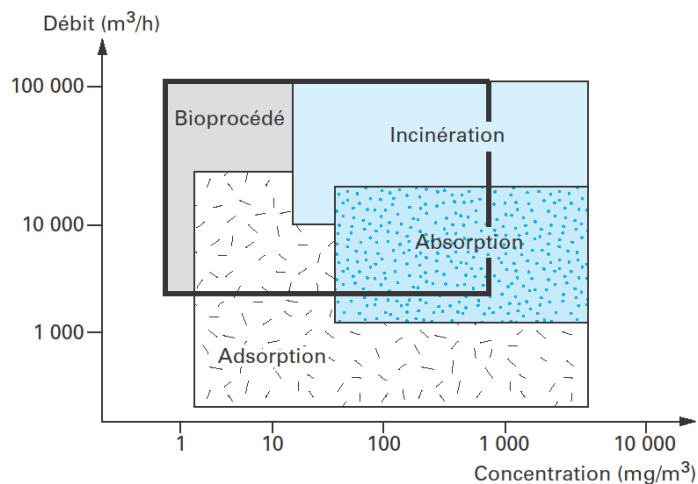 Débit (m³/h)
100 000
Bioprocédé
Incinération
10 000
Absorption
1 000
Adsorption
1 10 100 1 000 10 000
Concentration (mg/m³)